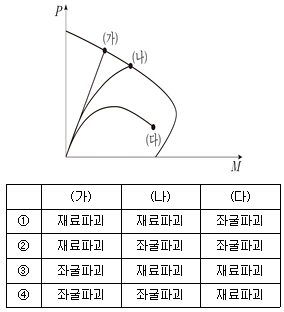 P
(가)
(나)
(다)
M
(가) (나) (다)
① 재료파괴 재료파괴 좌굴파괴
② 재료파괴 좌굴파괴 좌굴파괴
③ 좌굴파괴 재료파괴 재료파괴
④ 좌굴파괴 좌굴파괴 재료파괴